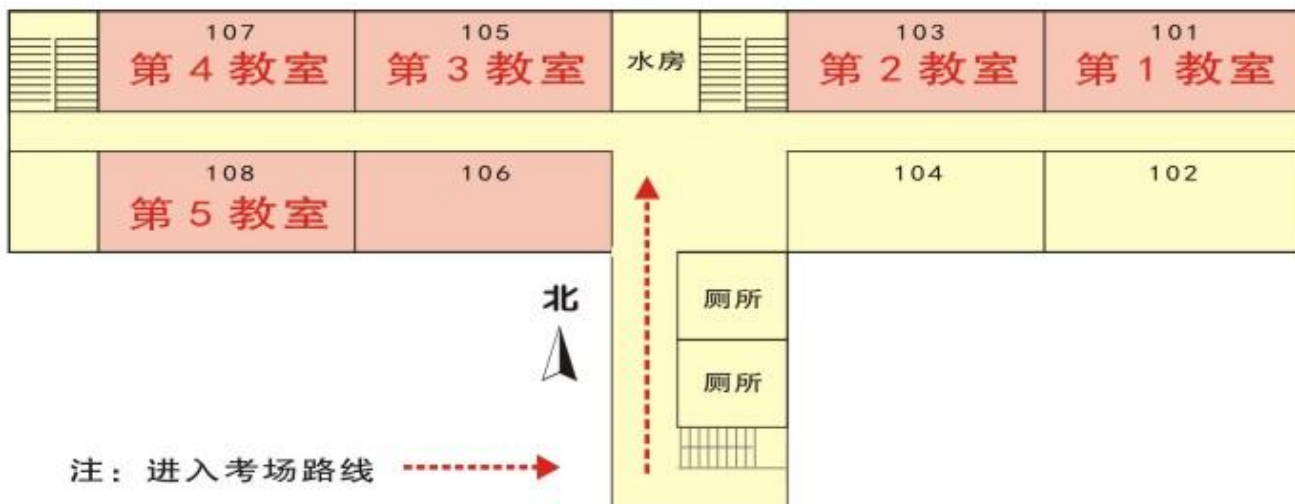 107 105 103 101
第4教室 第3教室 水房 第2教室 第1教室
108 106 104 102
第5教室
北
厕所
厕所
注：进入考场路线